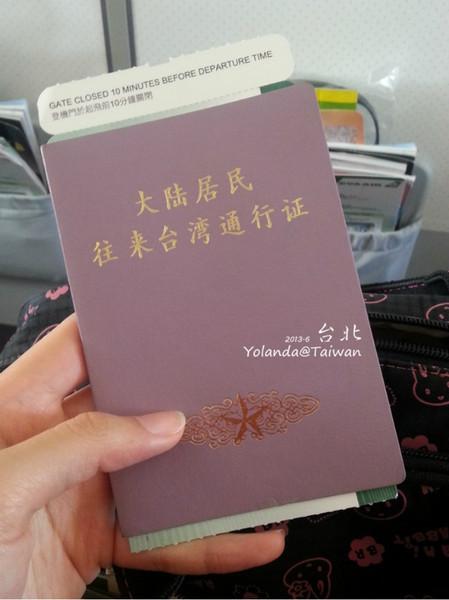 GATE CLOSED 10 MINUTES BEFORE DEPARTURE TIME
登機門於起飛前10分鐘關閉
大陆居民
往来台湾通行证
2013-6 台北
Yolanda@Taiwan